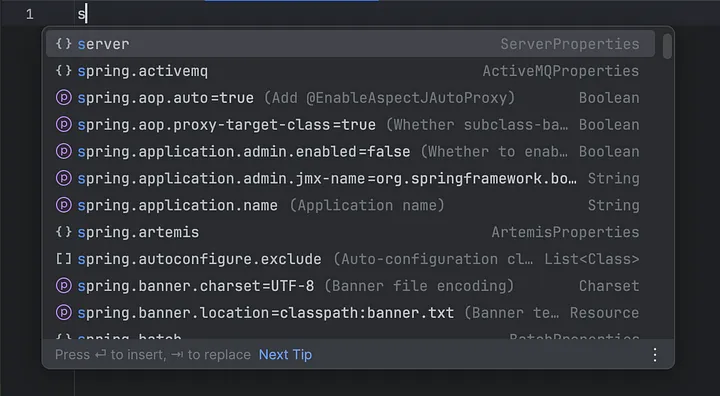 1 s
{} server ServerProperties
{} spring.activemq ActiveMQProperties
p spring.aop.auto=true (Add @EnableAspectJAutoProxy) Boolean
p spring.aop.proxy-target-class=true (Whether subclass-ba… Boolean
p spring.application.admin.enabled=false (Whether to enab… Boolean
p spring.application.admin.jmx-name=org.springframework.bo… String
p spring.application.name (Application name) String
{} spring.artemis ArtemisProperties
[] spring.autoconfigure.exclude (Auto-configuration cl… List<Class>
p spring.banner.charset=UTF-8 (Banner file encoding) Charset
p spring.banner.location=classpath:banner.txt (Banner te… Resource
{} spring.batch BatchProperties
Press ⏎ to insert, ⇥ to replace Next Tip